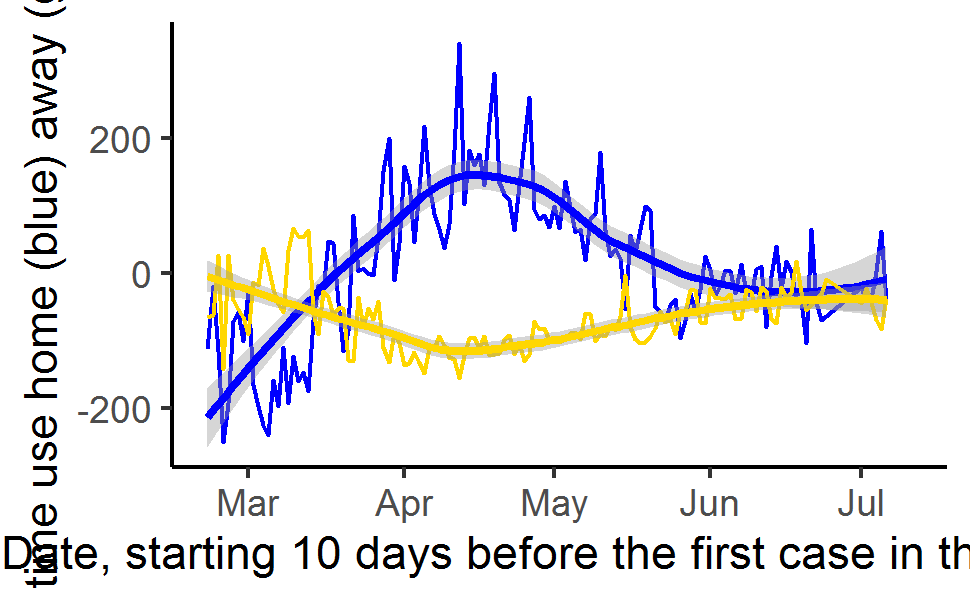 time use home (blue) away (
200
0
-200
Mar Apr May Jun Jul
Date, starting 10 days before the first case in th